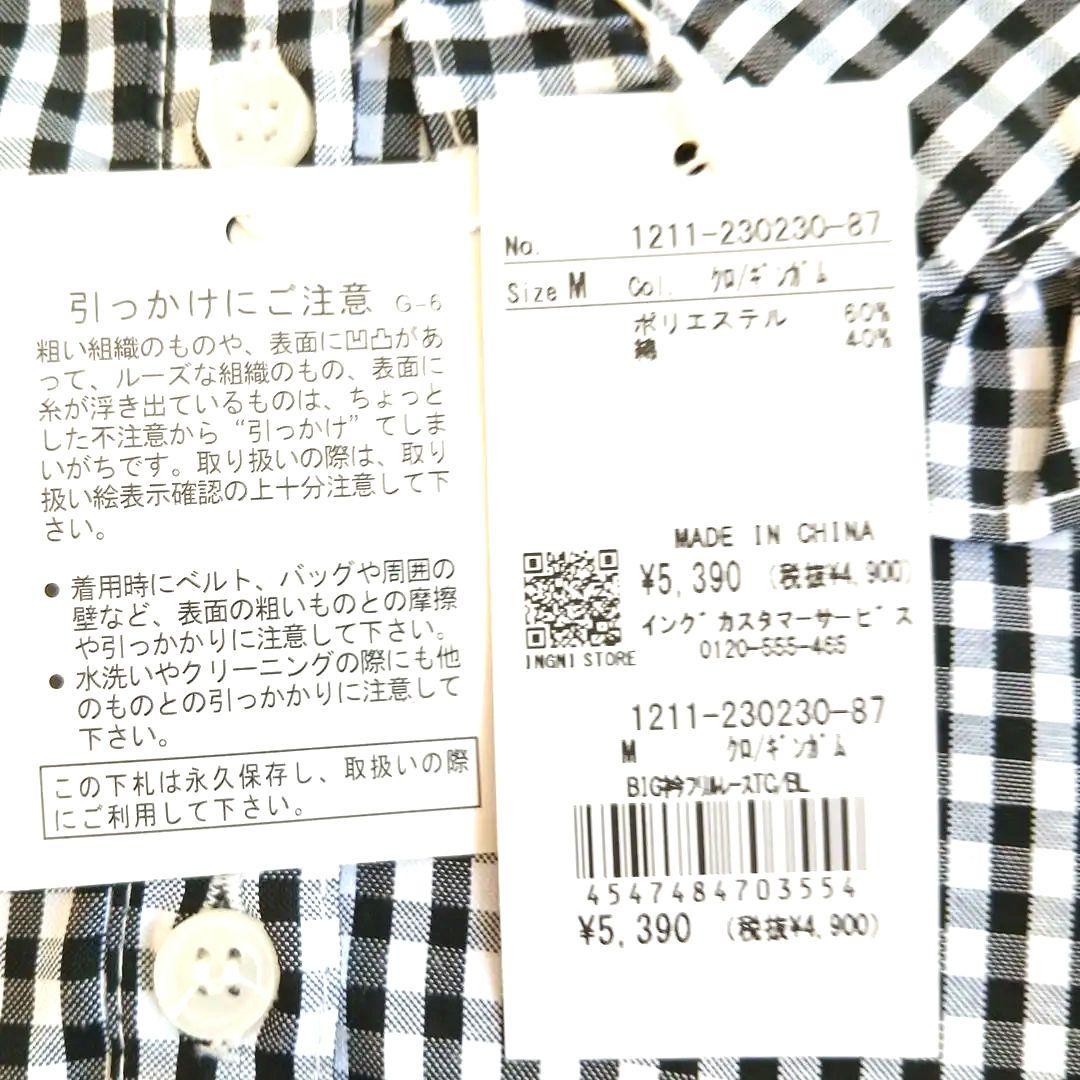 引っかけにご注意 G-6
粗い組織のものや、表面に凹凸があ
って、ルーズな組織のもの、表面に
糸が浮き出ているものは、ちょっと
した不注意から“引っかけ”てしま
いがちです。取り扱いの際は、取り
扱い絵表示確認の上十分注意して下
さい。
● 着用時にベルト、バッグや周囲の
壁など、表面の粗いものとの摩擦
や引っかかりに注意して下さい。
● 水洗いやクリーニングの際にも他
のものとの引っかかりに注意して
下さい。
この下札は永久保存し、取扱いの際
にご利用して下さい。
No. 1211-230230-87
Size M Col. ｸﾛ/ｷﾞﾝｶﾞﾑ
ポリエステル 60%
綿 40%
MADE IN CHINA
¥5,390 (税抜¥4,900)
イングカスタマーサービス
0120-555-465
INGNI STORE
1211-230230-87
M ｸﾛ/ｷﾞﾝｶﾞﾑ
BIG衿ﾌﾘﾙﾚｰｽTG/BL
4547484703554
¥5,390 (税抜¥4,900)